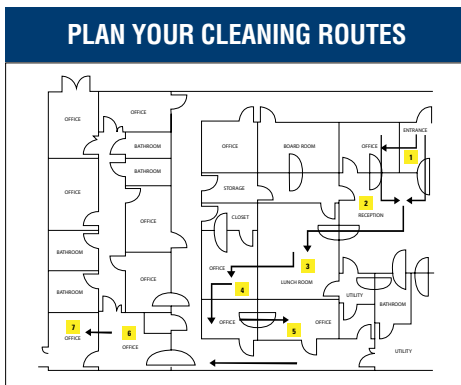 PLAN YOUR CLEANING ROUTES
OFFICE
OFFICE
ENTRANCE
OFFICE
BATHROOM
OFFICE
BOARD ROOM
OFFICE
1
BATHROOM
OFFICE
STORAGE
2
CLOSET
RECEPTION
OFFICE
BATHROOM
OFFICE
3
OFFICE
4
LUNCH ROOM
BATHROOM
UTILITY
BATHROOM
7
6
OFFICE
5
OFFICE
OFFICE
OFFICE
UTILITY